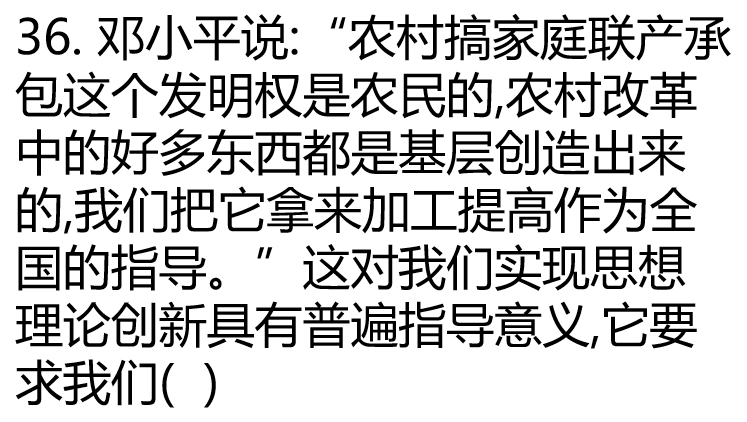 36. 邓小平说:“农村搞家庭联产承
包这个发明权是农民的,农村改革
中的好多东西都是基层创造出来
的,我们把它拿来加工提高作为全
国的指导。”这对我们实现思想
理论创新具有普遍指导意义,它要
求我们( )